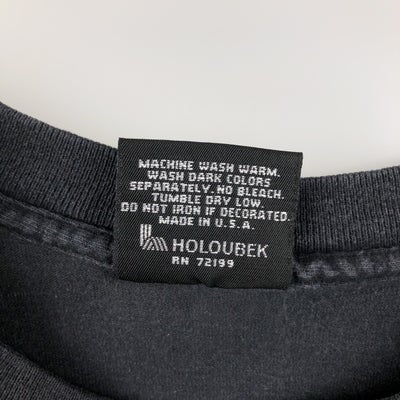 MACHINE WASH WARM.
WASH DARK COLORS
SEPARATELY. NO BLEACH.
TUMBLE DRY LOW.
DO NOT IRON IF DECORATED.
MADE IN U.S.A.
HOLOUBEK
RN 72199